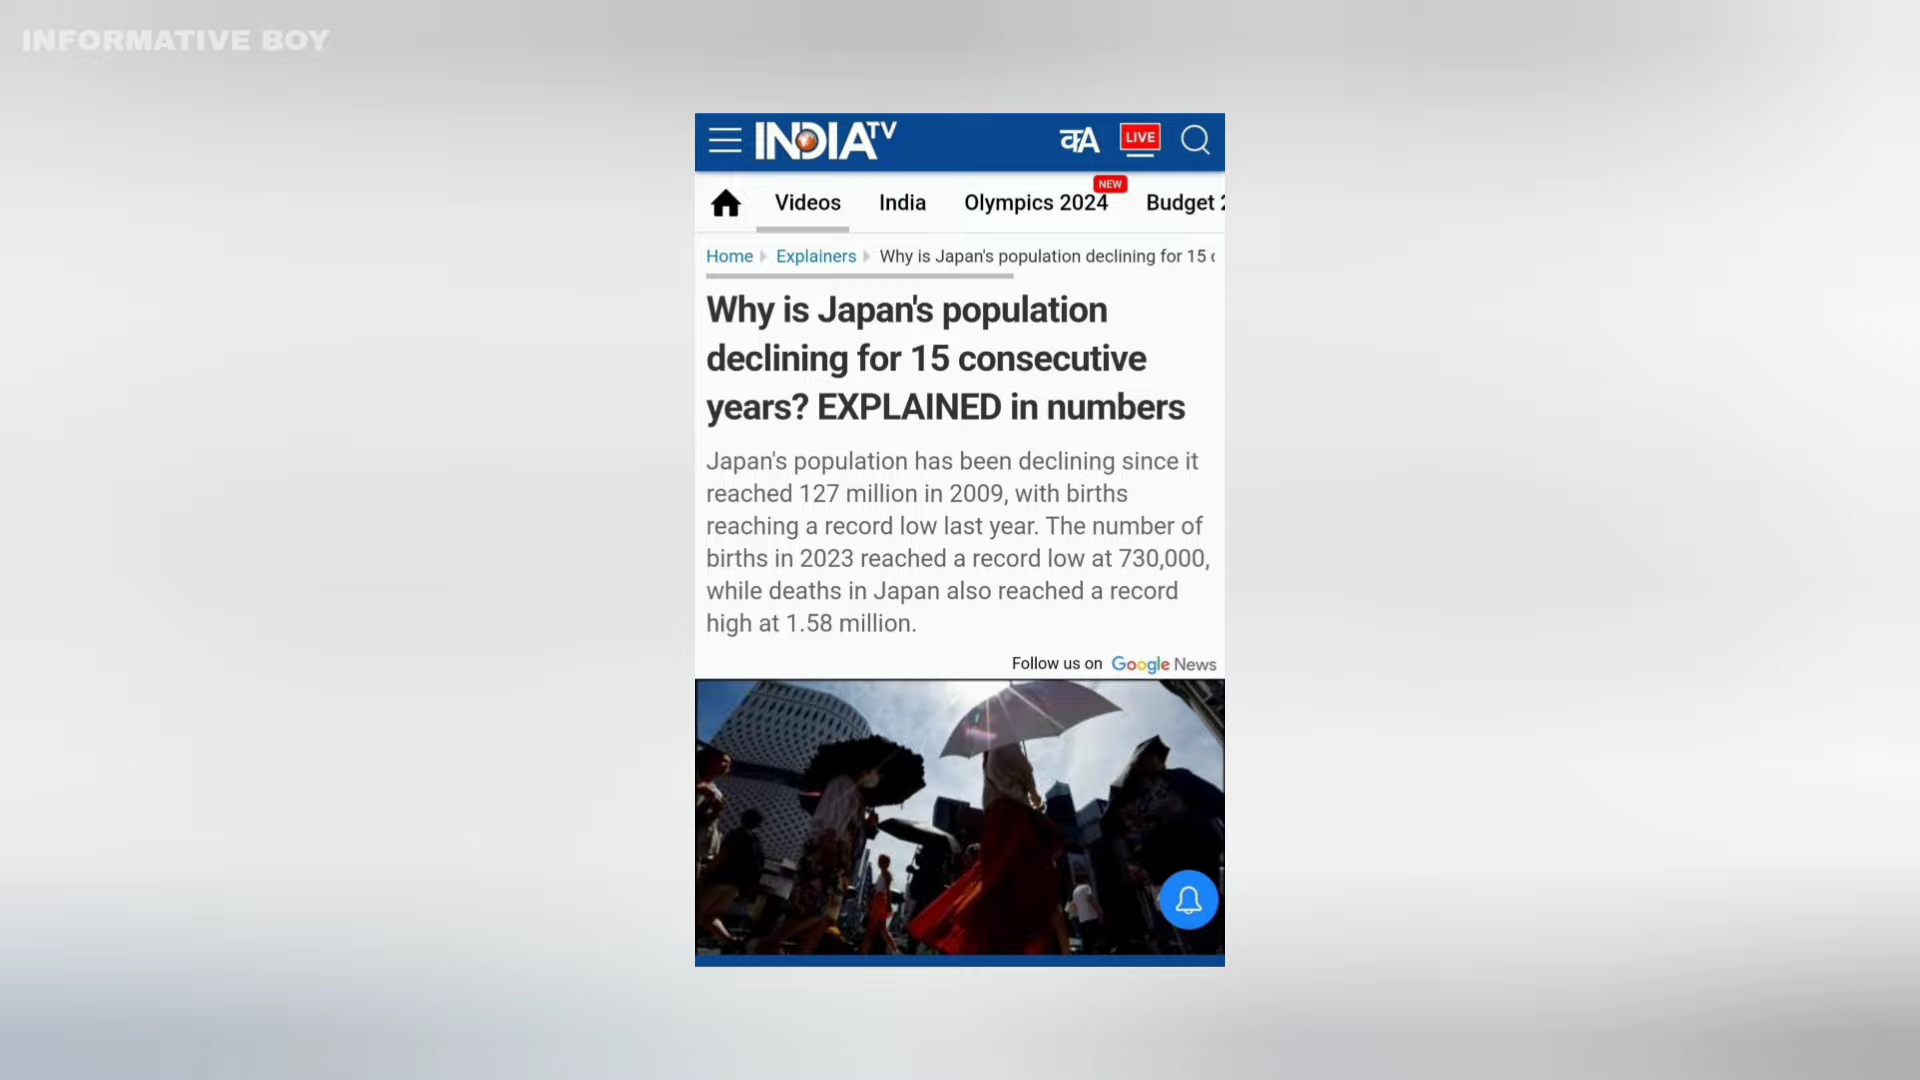 INFORMATIVE BOY
INDIA TV
कA
LIVE
NEW
Videos India Olympics 2024 Budget
Home Explainers Why is Japan's population declining for 15
Why is Japan's population
declining for 15 consecutive
years? EXPLAINED in numbers
Japan's population has been declining since it
reached 127 million in 2009, with births
reaching a record low last year. The number of
births in 2023 reached a record low at 730,000,
while deaths in Japan also reached a record
high at 1.58 million.
Follow us on Google News